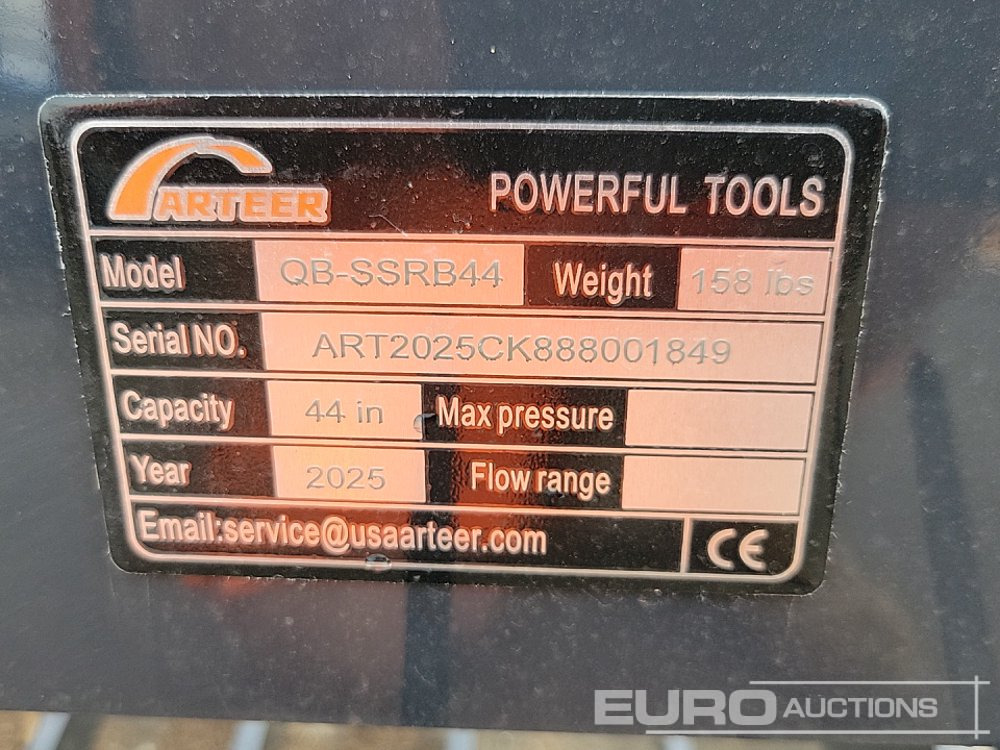 ARTEER POWERFUL TOOLS
Model QB-SSRB44 Weight 158 lbs
Serial NO. ART2025CK888001849
Capacity 44 in Max pressure
Year 2025 Flow range
Email:service@usaarteer.com CE
EURO AUCTIONS